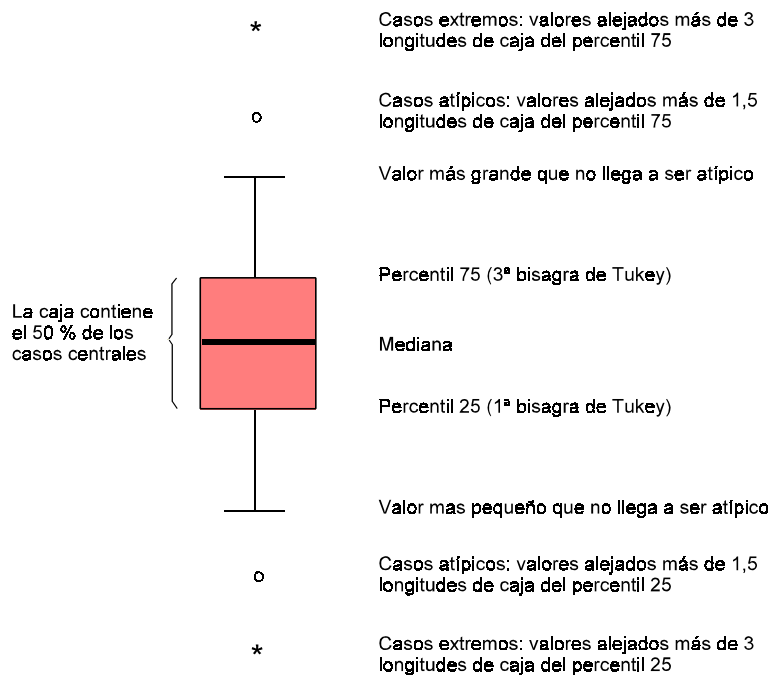 *
Casos extremos: valores alejados más de 3
longitudes de caja del percentil 75
Casos atípicos: valores alejados más de 1,5
longitudes de caja del percentil 75
Valor más grande que no llega a ser atípico
Percentil 75 (3ª bisagra de Tukey)
La caja contiene
el 50 % de los
casos centrales
Mediana
Percentil 25 (1ª bisagra de Tukey)
Valor mas pequeño que no llega a ser atípico
Casos atípicos: valores alejados más de 1,5
longitudes de caja del percentil 25
*
Casos extremos: valores alejados más de 3
longitudes de caja del percentil 25